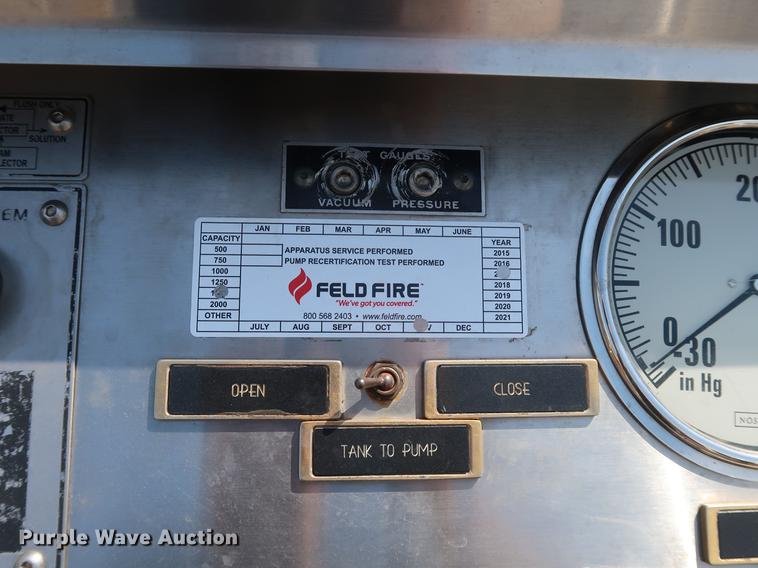 FLUSH ONLY
SOLUTION
EM
TEST GAUGES
VACUUM PRESSURE
JAN FEB MAR APR MAY JUNE
CAPACITY
500
750
1000
1250
2000
OTHER
APPARATUS SERVICE PERFORMED
PUMP RECERTIFICATION TEST PERFORMED
FELD FIRE
"We've got you covered."
800 568 2403 • www.feldfire.com
YEAR
2015
2016
2018
2019
2020
2021
JULY AUG SEPT OCT DEC
OPEN
CLOSE
TANK TO PUMP
100
0
-30
in Hg
Purple Wave Auction